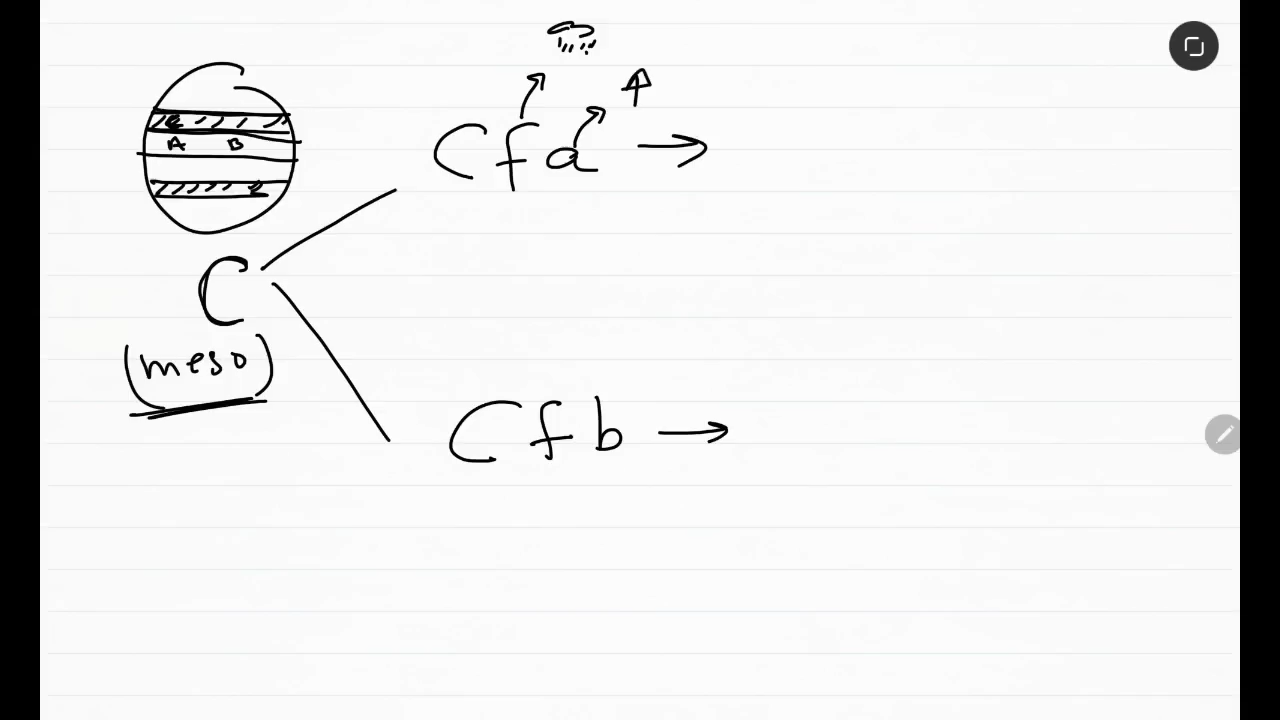 Cfa →
C
A B
C
C
(meso)
Cfb →